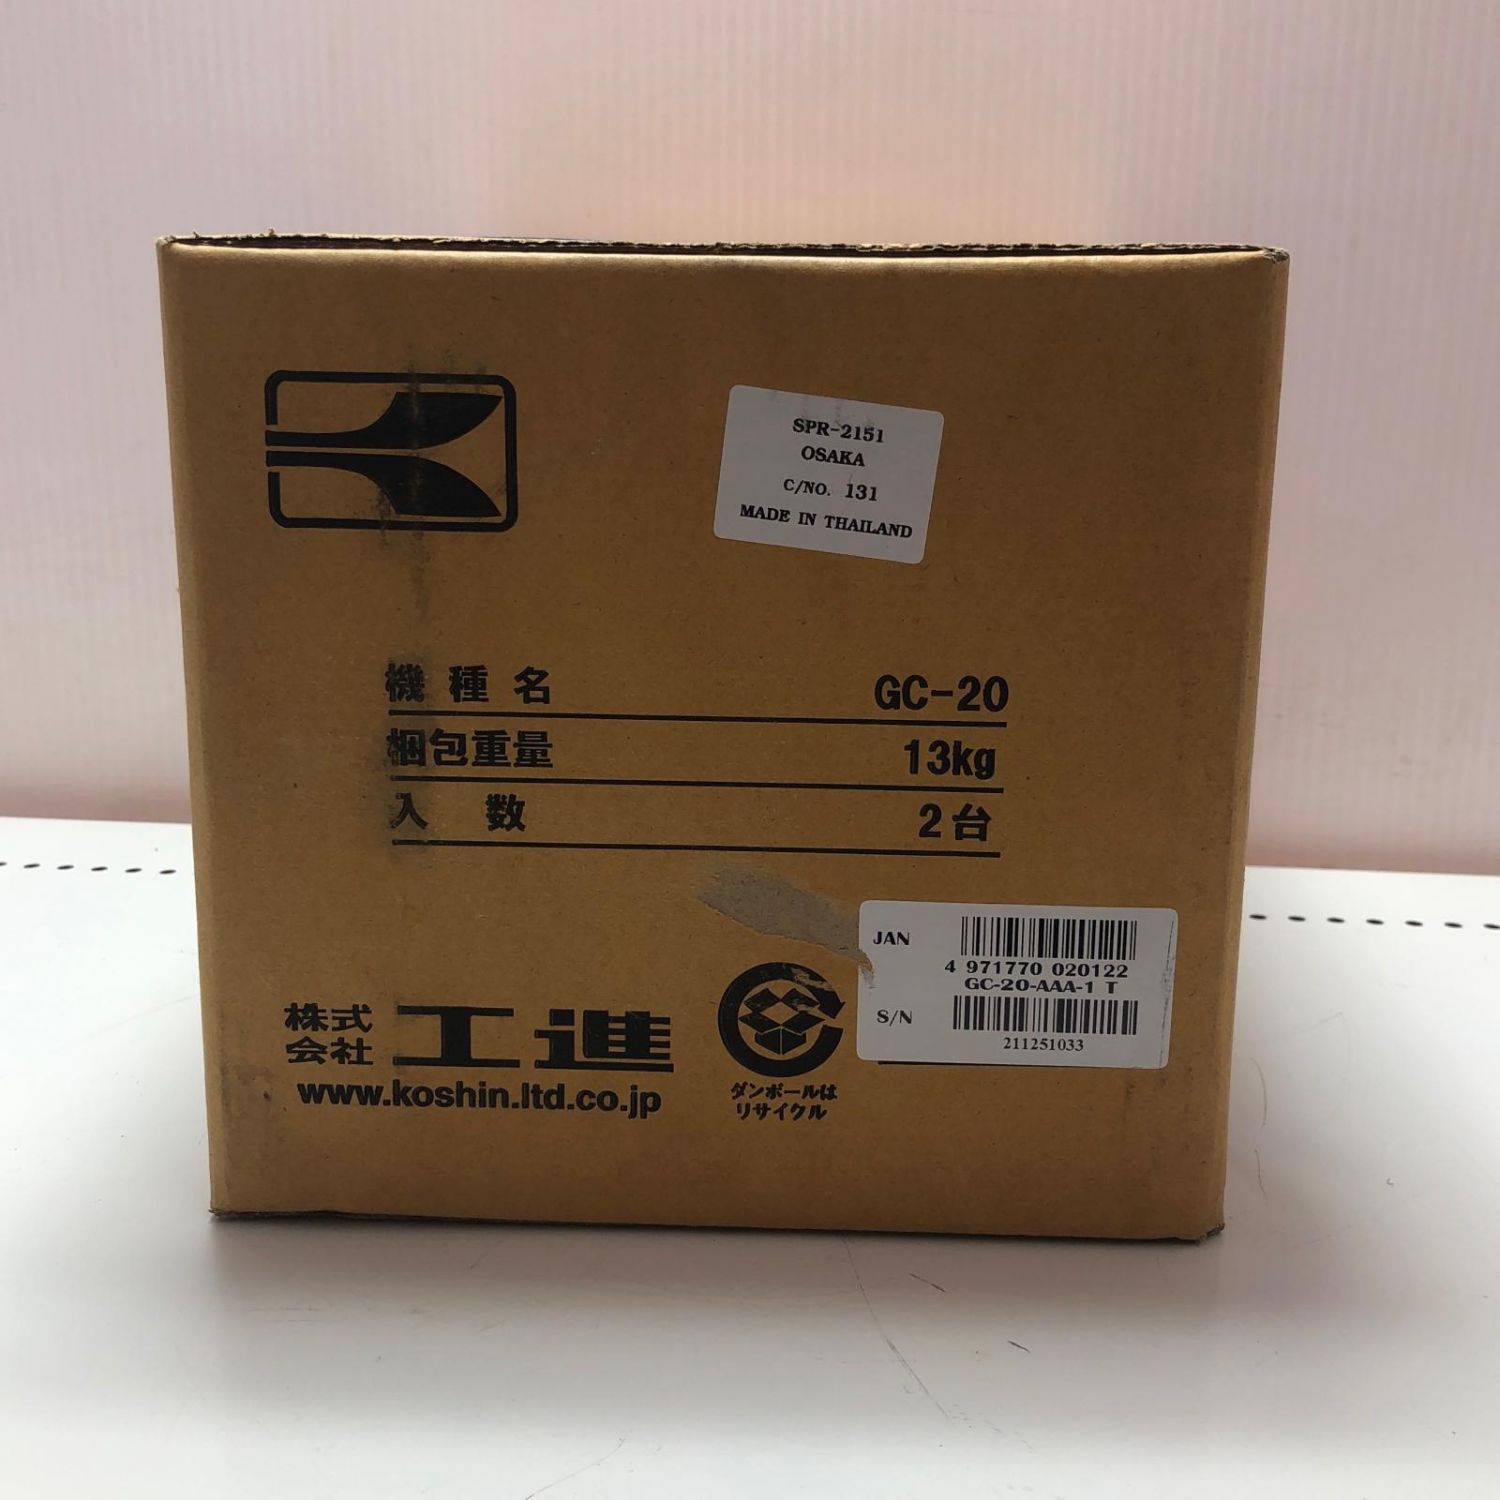 SPR-2151
OSAKA
C/NO. 131
MADE IN THAILAND
機種名 GC-20
梱包重量 13kg
入数 2台
JAN
4 971770 020122
GC-20-AAA-1 T
S/N
211251033
株式会社 工進
www.koshin.ltd.co.jp
ダンボールは
リサイクル